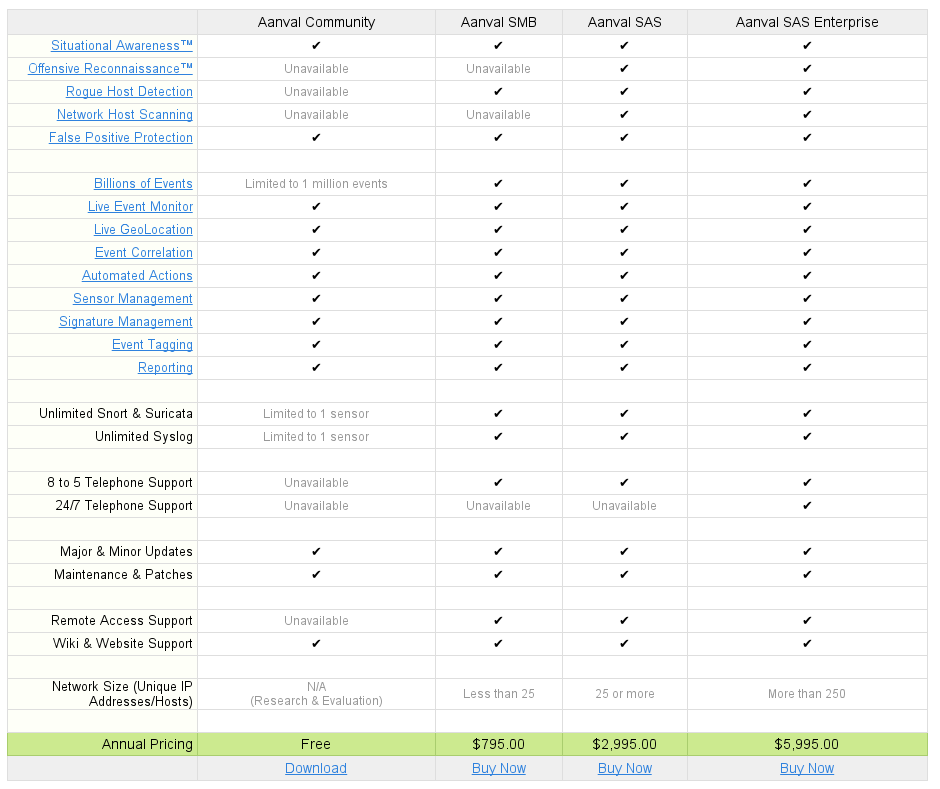 Aanval Community Aanval SMB Aanval SAS Aanval SAS Enterprise
Situational Awareness™ ✔ ✔ ✔ ✔
Offensive Reconnaissance™ Unavailable Unavailable ✔ ✔
Rogue Host Detection Unavailable ✔ ✔ ✔
Network Host Scanning Unavailable Unavailable ✔ ✔
False Positive Protection ✔ ✔ ✔ ✔
Billions of Events Limited to 1 million events ✔ ✔ ✔
Live Event Monitor ✔ ✔ ✔ ✔
Live GeoLocation ✔ ✔ ✔ ✔
Event Correlation ✔ ✔ ✔ ✔
Automated Actions ✔ ✔ ✔ ✔
Sensor Management ✔ ✔ ✔ ✔
Signature Management ✔ ✔ ✔ ✔
Event Tagging ✔ ✔ ✔ ✔
Reporting ✔ ✔ ✔ ✔
Unlimited Snort & Suricata Limited to 1 sensor ✔ ✔ ✔
Unlimited Syslog Limited to 1 sensor ✔ ✔ ✔
8 to 5 Telephone Support Unavailable ✔ ✔ ✔
24/7 Telephone Support Unavailable Unavailable Unavailable ✔
Major & Minor Updates ✔ ✔ ✔ ✔
Maintenance & Patches ✔ ✔ ✔ ✔
Remote Access Support Unavailable ✔ ✔ ✔
Wiki & Website Support ✔ ✔ ✔ ✔
Network Size (Unique IP
Addresses/Hosts)
N/A
(Research & Evaluation)
Less than 25 25 or more More than 250
Annual Pricing Free $795.00 $2,995.00 $5,995.00
Download Buy Now Buy Now Buy Now